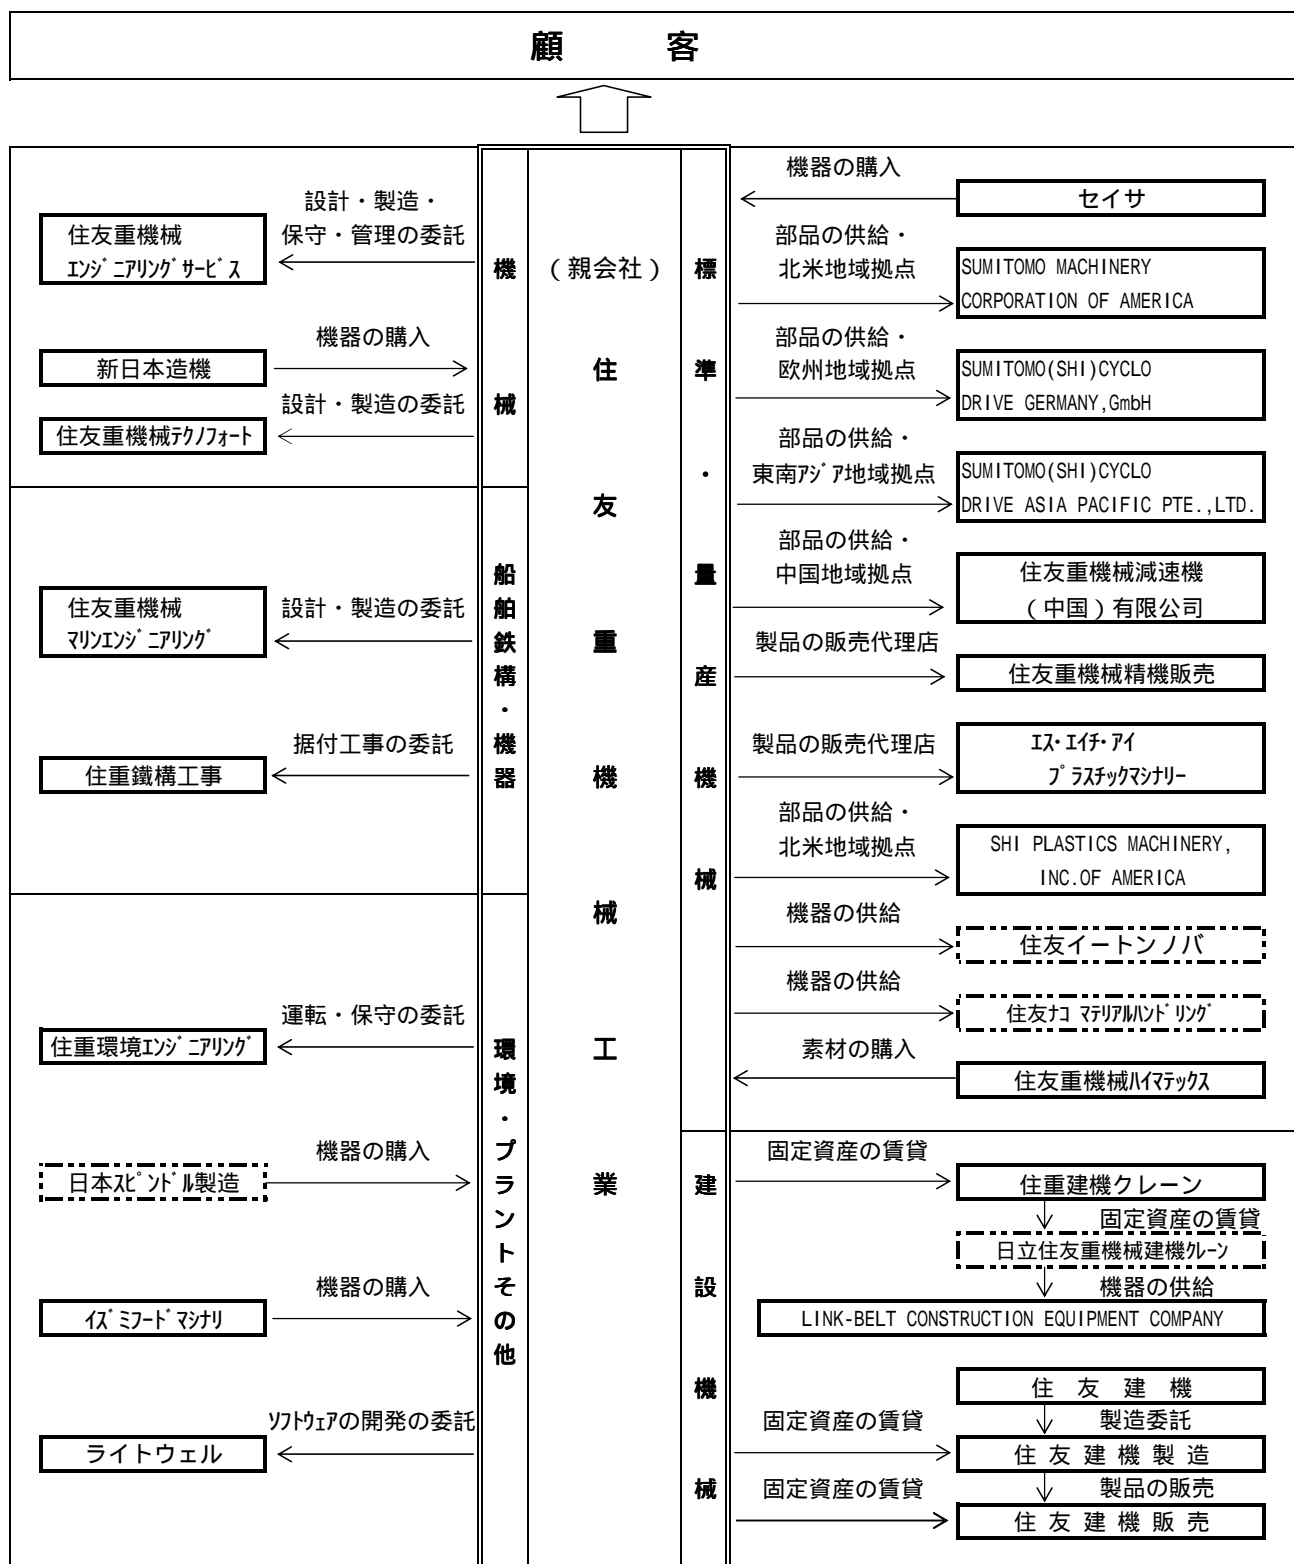 顧　　客
設計・製造・
保守・管理の委託
住友重機械
エンジニアリングサービス
機器の購入
新日本造機
設計・製造の委託
住友重機械テクノフォート
機械
住友重機械
マリンエンジニアリング
設計・製造の委託
据付工事の委託
住重鐵構工事
船舶鉄構・機器
運転・保守の委託
住重環境エンジニアリング
機器の購入
日本スピンドル製造
機器の購入
イズミフードマシナリ
ソフトウェアの開発の委託
ライトウェル
環境・プラントその他
(親会社)
住友重機械工業
標準・量産機械
機器の購入
セイサ
部品の供給・
北米地域拠点
SUMITOMO MACHINERY
CORPORATION OF AMERICA
部品の供給・
欧州地域拠点
SUMITOMO(SHI)CYCLO
DRIVE GERMANY,GmbH
部品の供給・
東南アジア地域拠点
SUMITOMO(SHI)CYCLO
DRIVE ASIA PACIFIC PTE.,LTD.
部品の供給・
中国地域拠点
住友重機械減速機
(中国)有限公司
製品の販売代理店
住友重機械精機販売
製品の販売代理店
エス・エイチ・アイ
プラスチックマシナリー
部品の供給・
北米地域拠点
SHI PLASTICS MACHINERY,
INC.OF AMERICA
機器の供給
住友イートンノバ
機器の供給
住友ナコ マテリアルハンドリング
素材の購入
住友重機械ハイマテックス
建設機械
固定資産の賃貸
住重建機クレーン
固定資産の賃貸
日立住友重機械建機クレーン
機器の供給
LINK-BELT CONSTRUCTION EQUIPMENT COMPANY
住友建機
製造委託
固定資産の賃貸
住友建機製造
製品の販売
固定資産の賃貸
住友建機販売